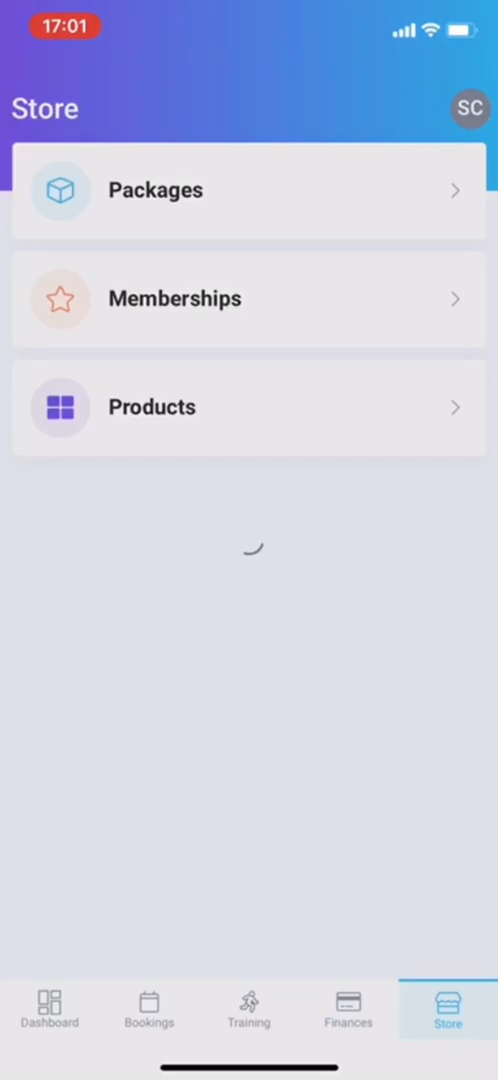 17:01
Store
SC
Packages
Memberships
Products
Dashboard
Bookings
Training
Finances
Store